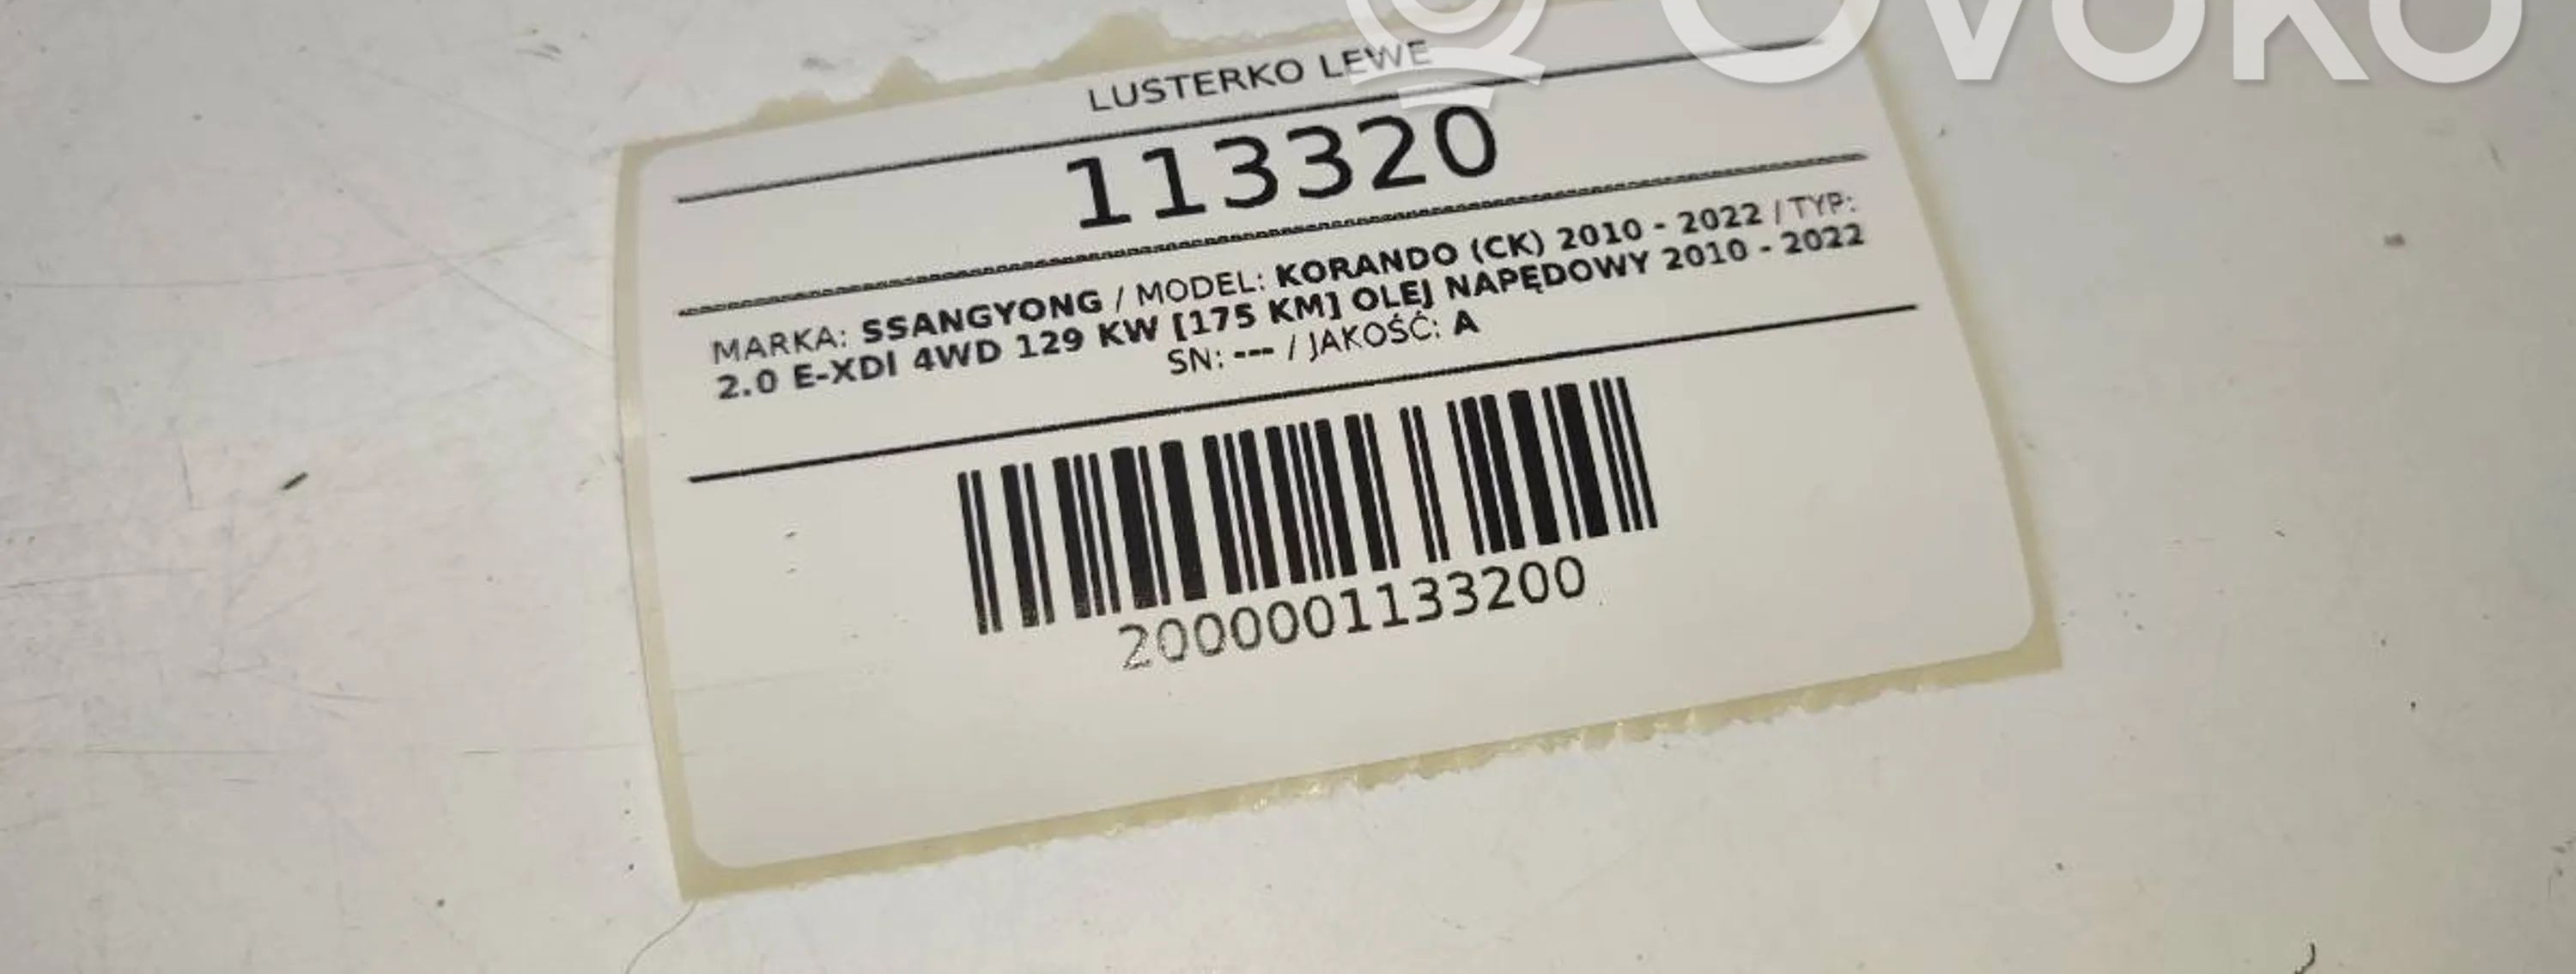 OVOKO
LUSTERKO LEWE
113320
MARKA: SSANGYONG / MODEL: KORANDO (CK) 2010 - 2022 / TYP:
2.0 E-XDI 4WD 129 KW [175 KM] OLEJ NAPĘDOWY 2010 - 2022
SN: --- / JAKOŚĆ: A
2000001133200